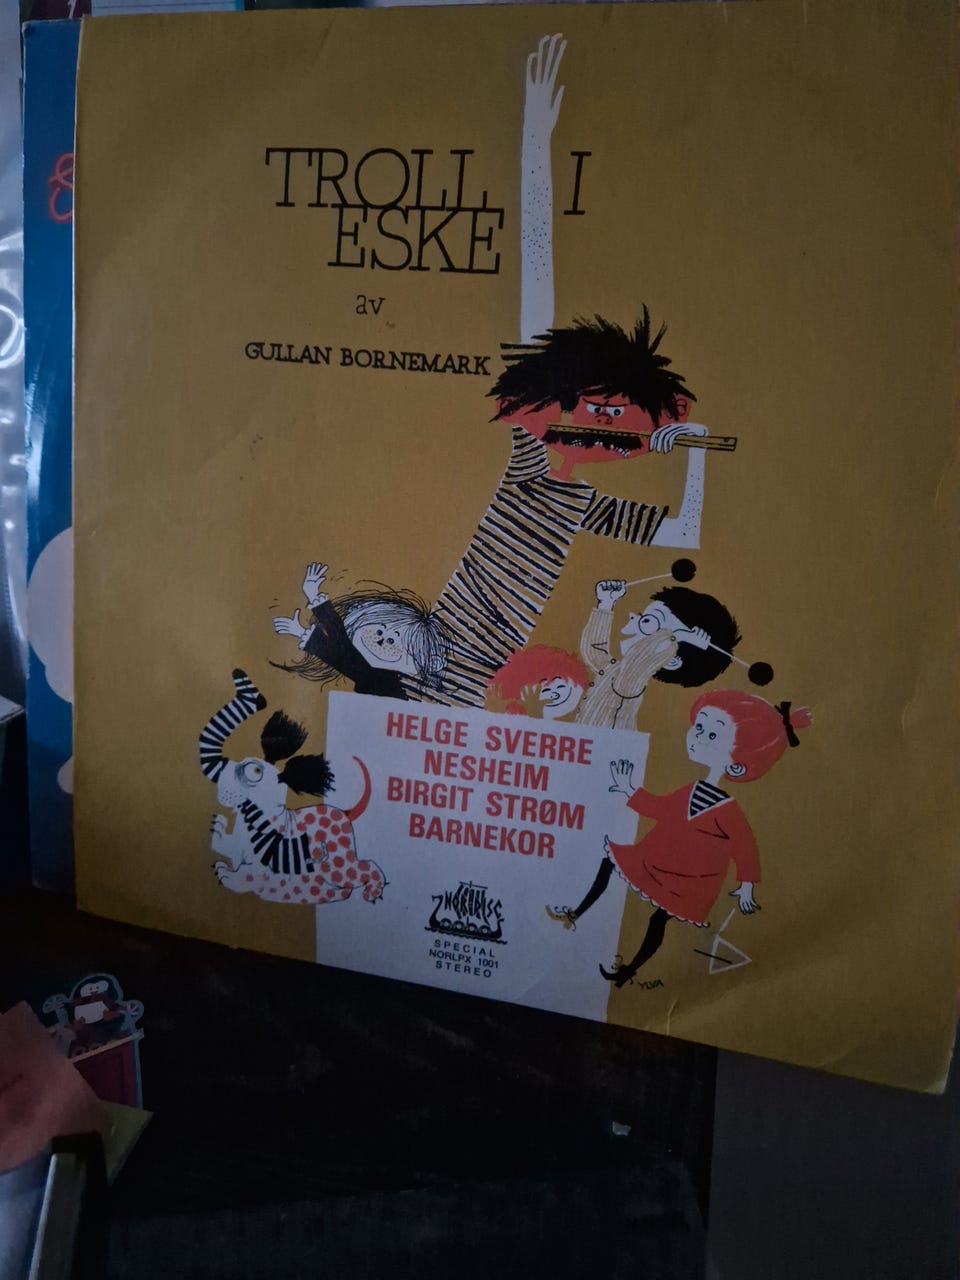 TROLL I
ESKE
av
GULLAN BORNEMARK
HELGE SVERRE
NESHEIM
BIRGIT STRØM
BARNEKOR
NORDISC
SPECIAL
NORLPX 1001
STEREO
YLVA